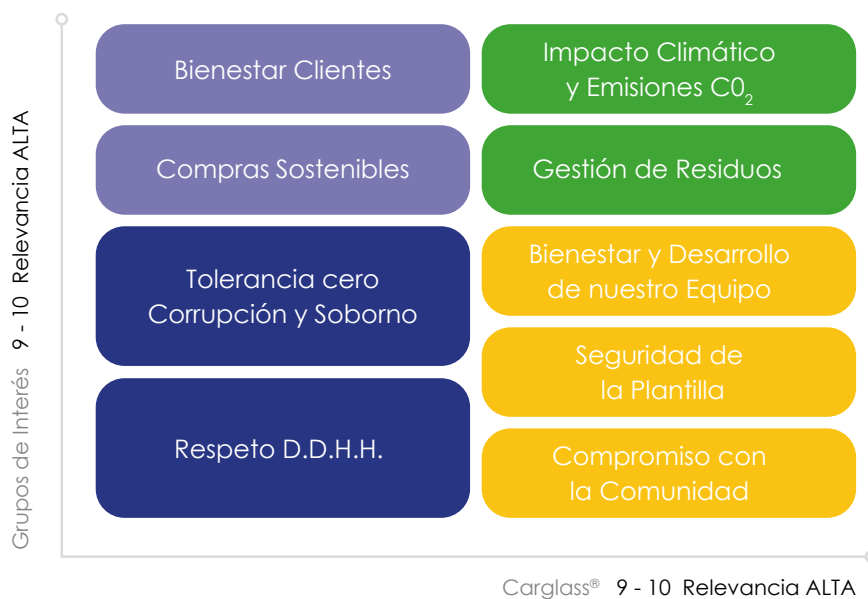 Grupos de Interés 9 - 10 Relevancia ALTA
Bienestar Clientes
Compras Sostenibles
Tolerancia cero
Corrupción y Soborno
Respeto D.D.H.H.
Impacto Climático
y Emisiones C0₂
Gestión de Residuos
Bienestar y Desarrollo
de nuestro Equipo
Seguridad de
la Plantilla
Compromiso con
la Comunidad
Carglass® 9 - 10 Relevancia ALTA